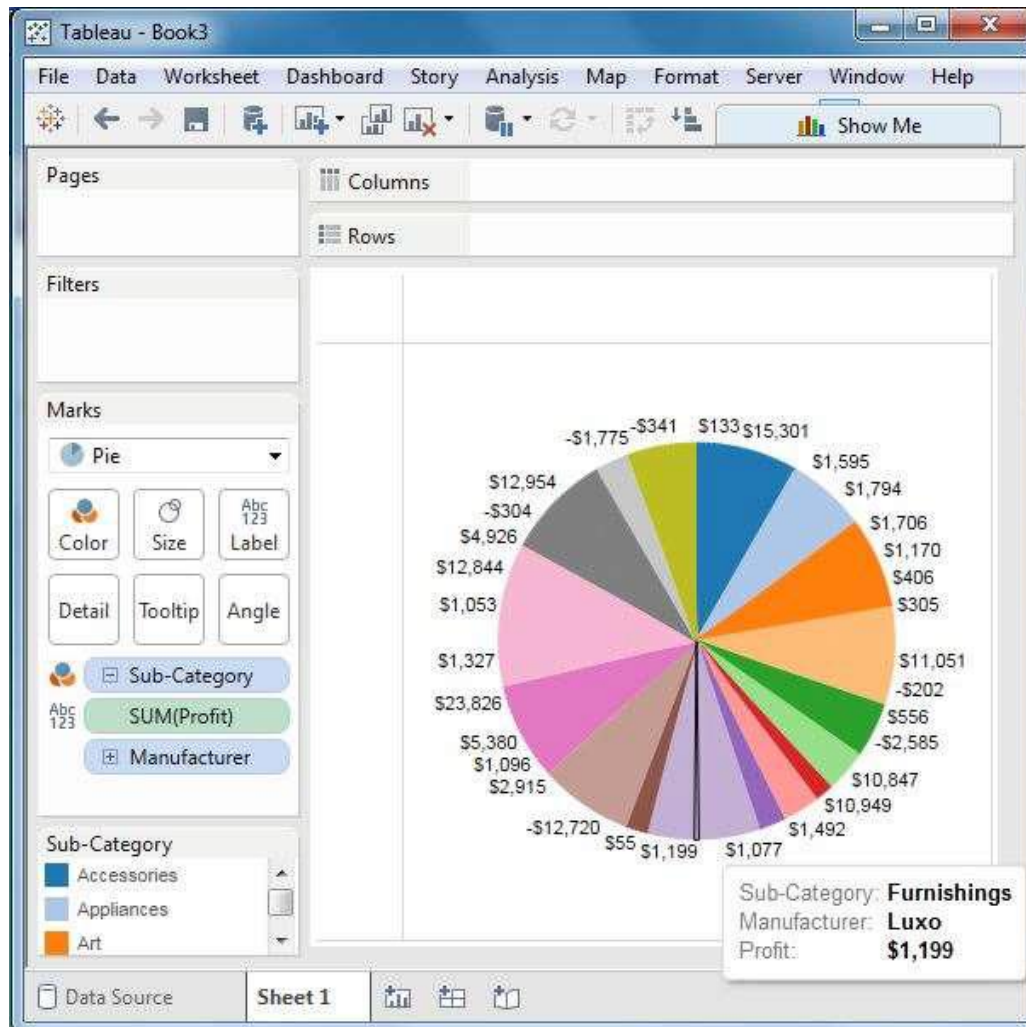 Tableau - Book3
File Data Worksheet Dashboard Story Analysis Map Format Server Window Help
Show Me
Pages
Columns
Rows
Filters
Marks
Pie
Color
Size
Abc
123
Label
Detail
Tooltip
Angle
Sub-Category
Abc
123
SUM(Profit)
Manufacturer
Sub-Category
Accessories
Appliances
Art
-$341 $133 $15,301
-$1,775
$1,595
$12,954
$1,794
-$304
$1,706
$4,926
$1,170
$12,844
$406
$1,053
$305
$1,327
$11,051
-$202
$23,826
$556
$5,380
-$2,585
$1,096
$10,847
$2,915
$10,949
-$12,720
$1,492
$55 $1,199 $1,077
Sub-Category: Furnishings
Manufacturer: Luxo
Profit: $1,199
Data Source
Sheet 1